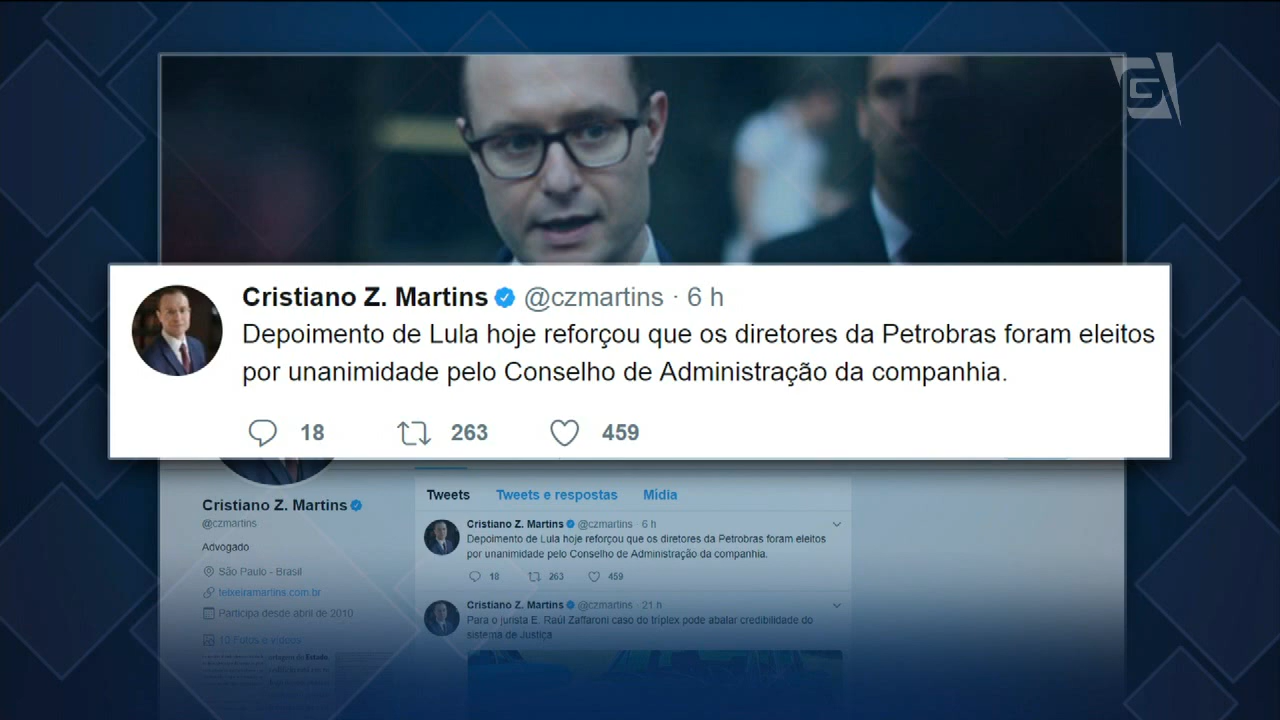 Cristiano Z. Martins @czmartins · 6 h
Depoimento de Lula hoje reforçou que os diretores da Petrobras foram eleitos
por unanimidade pelo Conselho de Administração da companhia.
18 263 459
Cristiano Z. Martins
@czmartins
Advogado
São Paulo - Brasil
teixeiramartins.com.br
Participa desde abril de 2010
10 Fotos e vídeos
Tweets Tweets e respostas Mídia
Cristiano Z. Martins @czmartins · 6 h
Depoimento de Lula hoje reforçou que os diretores da Petrobras foram eleitos
por unanimidade pelo Conselho de Administração da companhia.
18 263 459
Cristiano Z. Martins @czmartins · 21 h
Para o jurista E. Raúl Zaffaroni caso do triplex pode abalar credibilidade do
sistema de Justiça